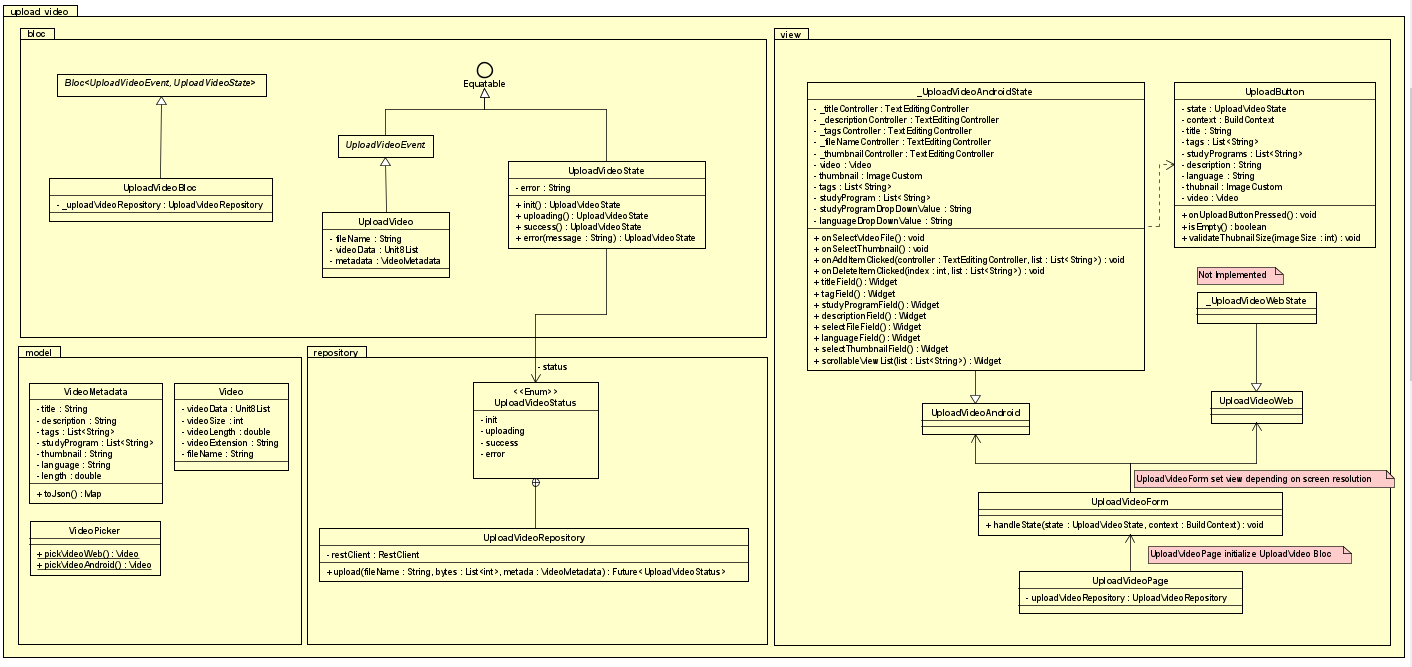 upload video
bloc
Bloc<UploadVideoEvent, UploadVideoState>
UploadVideoBloc
- _uploadVideoRepository : UploadVideoRepository
Equatable
UploadVideoEvent
UploadVideo
- fileName : String
- videoData : Unit8List
- metadata : VideoMetadata
UploadVideoState
- error : String
+ init() : UploadVideoState
+ uploading() : UploadVideoState
+ success() : UploadVideoState
+ error(message : String) : UploadVideoState
model
VideoMetadata
- title : String
- description : String
- tags : List<String>
- studyProgram : List<String>
- thumbnail : String
- language : String
- length : double
+ toJson() : Map
Video
- videoData : Unit8List
- videoSize : int
- videoLength : double
- videoExtension : String
- fileName : String
VideoPicker
+ pickVideoWeb() : Video
+ pickVideoAndroid() : Video
repository
- status
<<Enum>>
UploadVideoStatus
- init
- uploading
- success
- error
UploadVideoRepository
- restClient : RestClient
+ upload(fileName : String, bytes : List<int>, metada : VideoMetadata) : Future<UploadVideoStatus>
view
_UploadVideoAndroidState
- _titleController : TextEditingController
- _descriptionController : TextEditingController
- _tagsController : TextEditingController
- _fileNameController : TextEditingController
- _thumbnailController : TextEditingController
- video : Video
- thumbnail : ImageCustom
- tags : List<String>
- studyProgram : List<String>
- studyProgramDropDownValue : String
- languageDropDownValue : String
+ onSelectVideoFile() : void
+ onSelectThumbnail() : void
+ onAddItemClicked(controller : TextEditingController, list : List<String>) : void
+ onDeleteItemClicked(index : int, list : List<String>) : void
+ titleField() : Widget
+ tagField() : Widget
+ studyProgramField() : Widget
+ descriptionField() : Widget
+ selectFileField() : Widget
+ languageField() : Widget
+ selectThumbnailField() : Widget
+ scrollableViewList(list : List<String>) : Widget
UploadButton
- state : UploadVideoState
- context : BuildContext
- title : String
- tags : List<String>
- studyPrograms : List<String>
- description : String
- language : String
- thubnail : ImageCustom
- video : Video
+ onUploadButtonPressed() : void
+ isEmpty() : boolean
+ validateThubnailSize(imageSize : int) : void
Not Implemented
_UploadVideoWebState
UploadVideoAndroid
UploadVideoWeb
UploadVideoForm set view depending on screen resolution
UploadVideoForm
+ handleState(state : UploadVideoState, context : BuildContext) : void
UploadVideoPage initialize UploadVideo Bloc
UploadVideoPage
- uploadVideoRepository : UploadVideoRepository